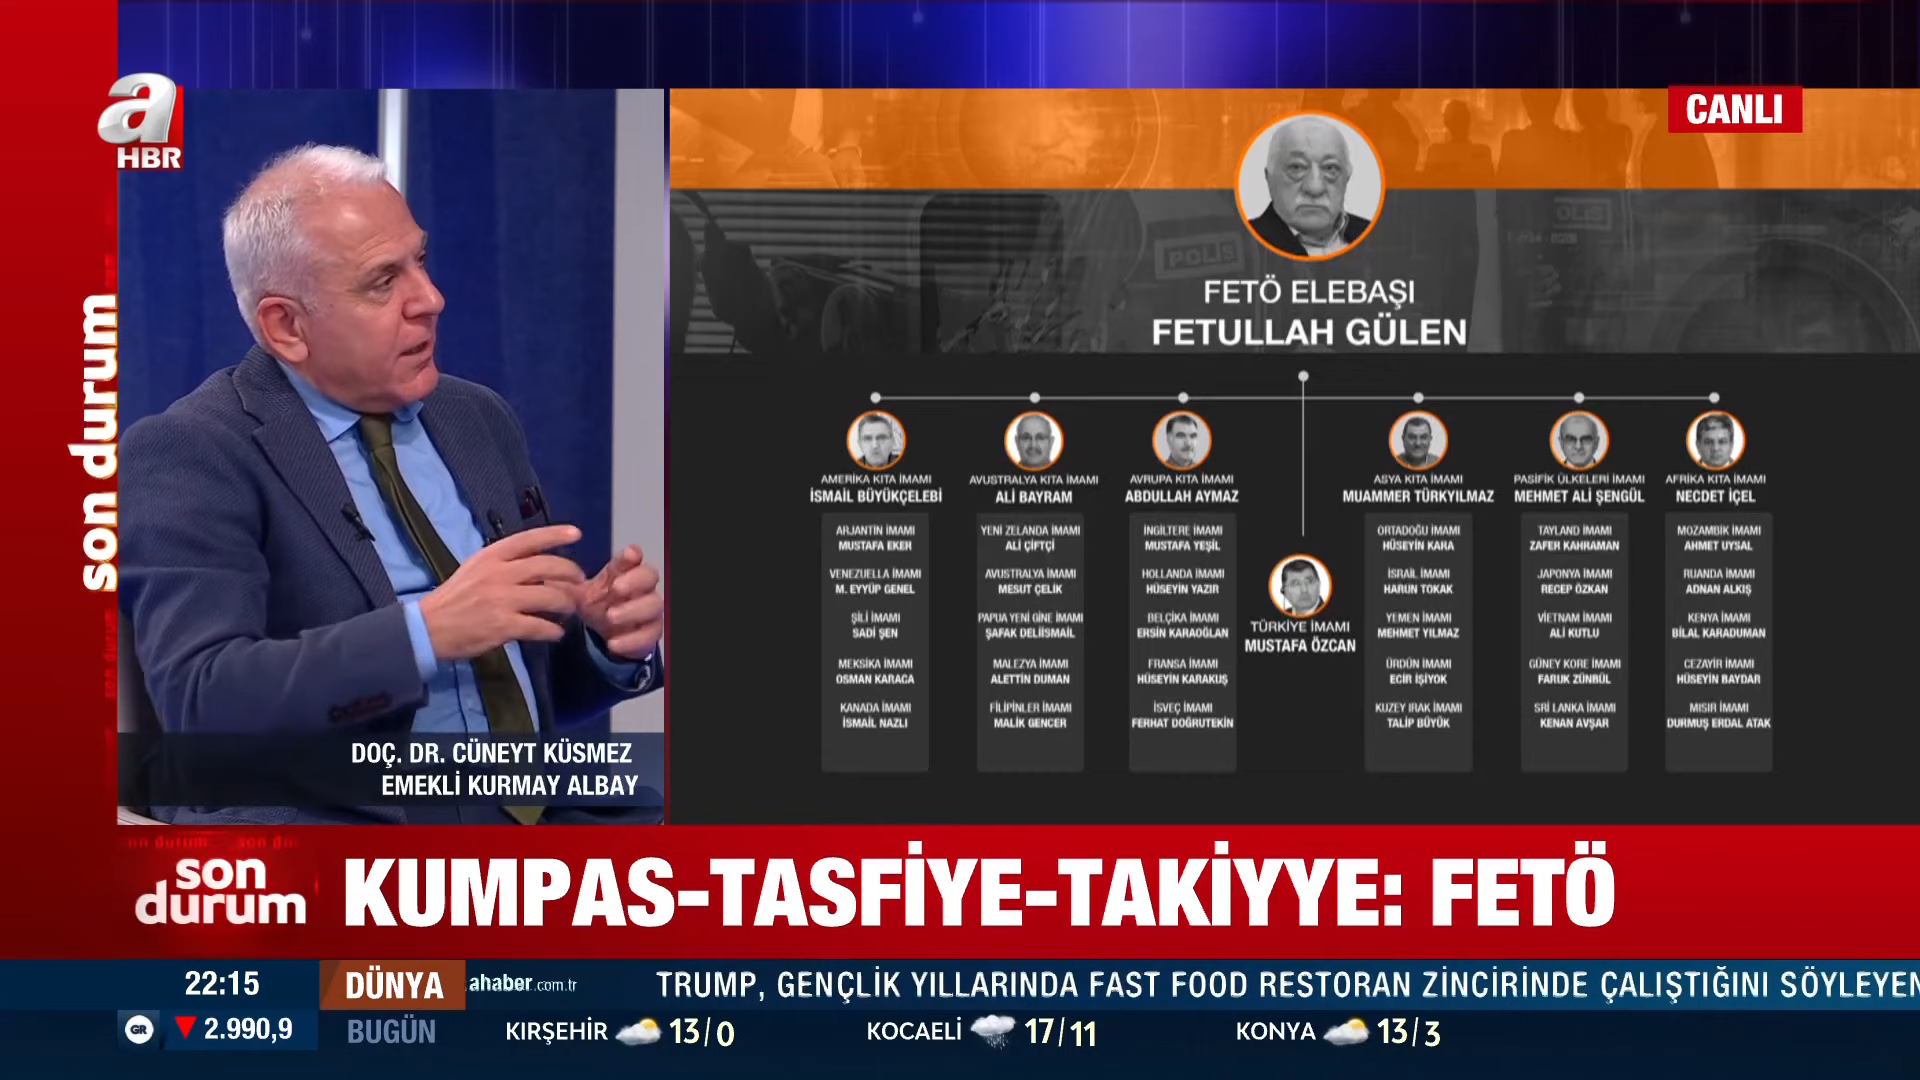 a
HBR
CANLI
son durum
POLİS
POLIS
FETÖ ELEBAŞI
FETULLAH GÜLEN
AMERİKA KITA İMAMI
İSMAİL BÜYÜKÇELEBİ
ARJANTİN İMAMI
MUSTAFA EKER
VENEZUELLA İMAMI
M. EYYÜP GENEL
ŞİLİ İMAMI
SADİ ŞEN
MEKSİKA İMAMI
OSMAN KARACA
KANADA İMAMI
İSMAİL NAZLI
AVUSTRALYA KITA İMAMI
ALİ BAYRAM
YENİ ZELANDA İMAMI
ALİ ÇİFTÇİ
AVUSTRALYA İMAMI
MESUT ÇELİK
PAPUA YENİ GİNE İMAMI
ŞAFAK DELİİSMAİL
MALEZYA İMAMI
ALETTİN DUMAN
FİLİPİNLER İMAMI
MALİK GENCER
AVRUPA KITA İMAMI
ABDULLAH AYMAZ
İNGİLTERE İMAMI
MUSTAFA YEŞİL
HOLLANDA İMAMI
HÜSEYİN YAZIR
BELÇİKA İMAMI
ERSİN KARAOĞLAN
FRANSA İMAMI
HÜSEYİN KARAKUŞ
İSVEÇ İMAMI
FERHAT DOĞRUTEKİN
TÜRKİYE İMAMI
MUSTAFA ÖZCAN
ASYA KITA İMAMI
MUAMMER TÜRKYILMAZ
ORTADOĞU İMAMI
HÜSEYİN KARA
İSRAİL İMAMI
HARUN TOKAK
YEMEN İMAMI
MEHMET YILMAZ
ÜRDÜN İMAMI
ECİR İŞİYOK
KUZEY IRAK İMAMI
TALİP BÜYÜK
PASİFİK ÜLKELERİ İMAMI
MEHMET ALİ ŞENGÜL
TAYLAND İMAMI
ZAFER KAHRAMAN
JAPONYA İMAMI
RECEP ÖZKAN
VİETNAM İMAMI
ALİ KUTLU
GÜNEY KORE İMAMI
FARUK ZÜNBÜL
SRİ LANKA İMAMI
KENAN AVŞAR
AFRİKA KITA İMAMI
NECDET İÇEL
MOZAMBİK İMAMI
AHMET UYSAL
RUANDA İMAMI
ADNAN ALKIŞ
KENYA İMAMI
BİLAL KARADUMAN
CEZAYİR İMAMI
HÜSEYİN BAYDAR
MISIR İMAMI
DURMUŞ ERDAL ATAK
DOÇ. DR. CÜNEYT KÜSMEZ
EMEKLİ KURMAY ALBAY
son
durum
KUMPAS-TASFİYE-TAKİYYE: FETÖ
22:15
DÜNYA
ahaber.com.tr
TRUMP, GENÇLİK YILLARINDA FAST FOOD RESTORAN ZİNCİRİNDE ÇALIŞTIĞINI SÖYLEYEN
GR
2.990,9
BUGÜN
KIRŞEHİR 13/0
KOCAELİ 17/11
KONYA 13/3